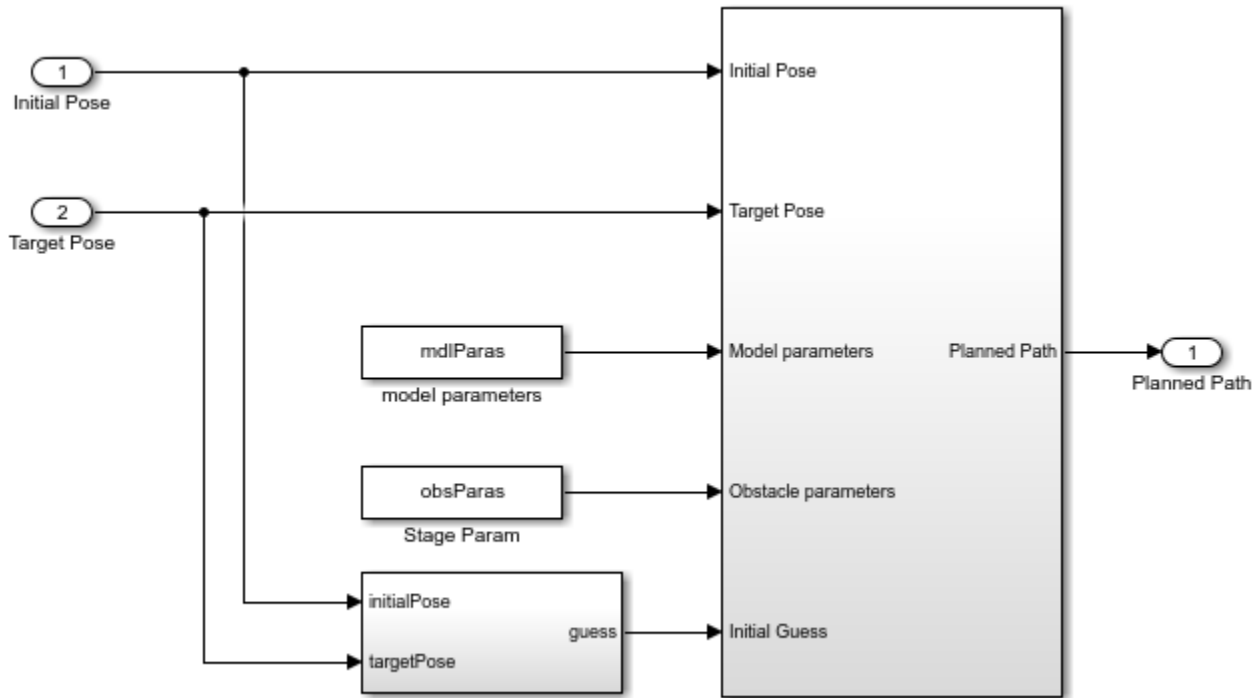 1
Initial Pose
Initial Pose
2
Target Pose
Target Pose
mdlParas
model parameters
Model parameters
Planned Path
1
Planned Path
obsParas
Stage Param
Obstacle parameters
initialPose
targetPose
guess
Initial Guess